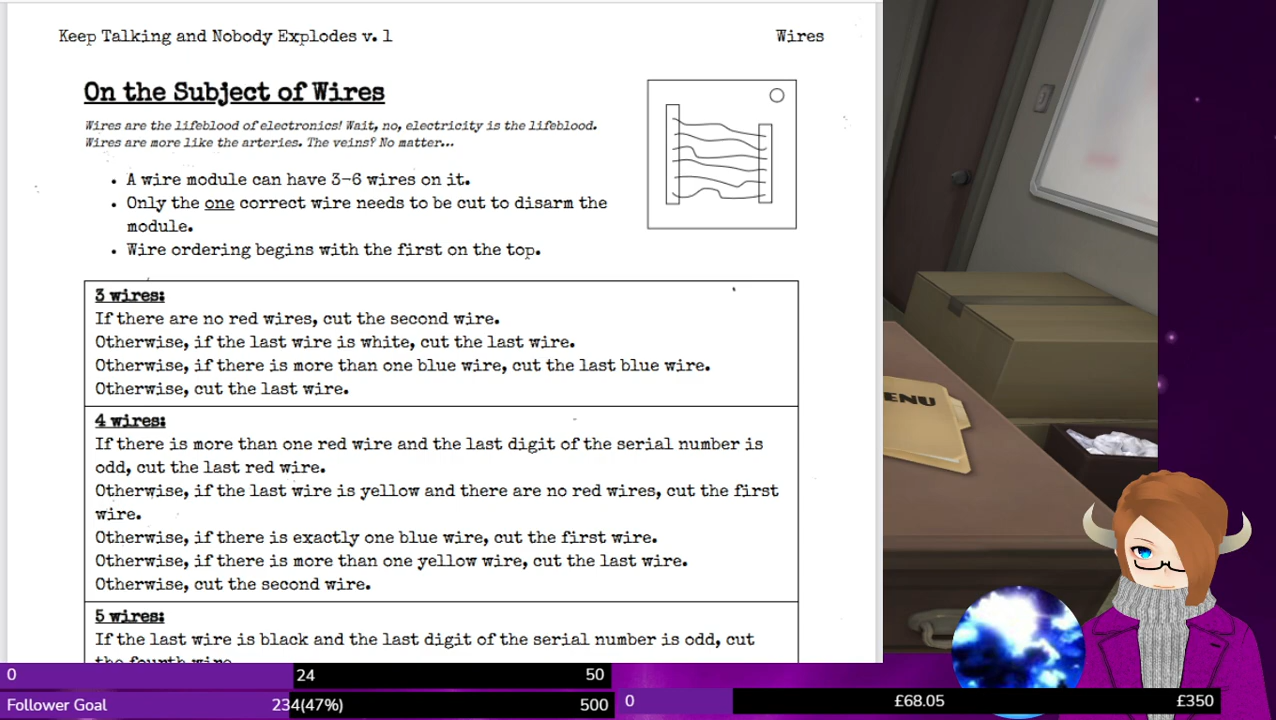 Keep Talking and Nobody Explodes v. 1
Wires
On the Subject of Wires
Wires are the lifeblood of electronics! Wait, no, electricity is the lifeblood.
Wires are more like the arteries. The veins? No matter…
• A wire module can have 3-6 wires on it.
• Only the one correct wire needs to be cut to disarm the
module.
• Wire ordering begins with the first on the top.
3 wires:
If there are no red wires, cut the second wire.
Otherwise, if the last wire is white, cut the last wire.
Otherwise, if there is more than one blue wire, cut the last blue wire.
Otherwise, cut the last wire.
4 wires:
If there is more than one red wire and the last digit of the serial number is
odd, cut the last red wire.
Otherwise, if the last wire is yellow and there are no red wires, cut the first
wire.
Otherwise, if there is exactly one blue wire, cut the first wire.
Otherwise, if there is more than one yellow wire, cut the last wire.
Otherwise, cut the second wire.
5 wires:
If the last wire is black and the last digit of the serial number is odd, cut
the fourth wire.
ENU
0
24
50
Follower Goal
234(47%)
500
0
£68.05
£350